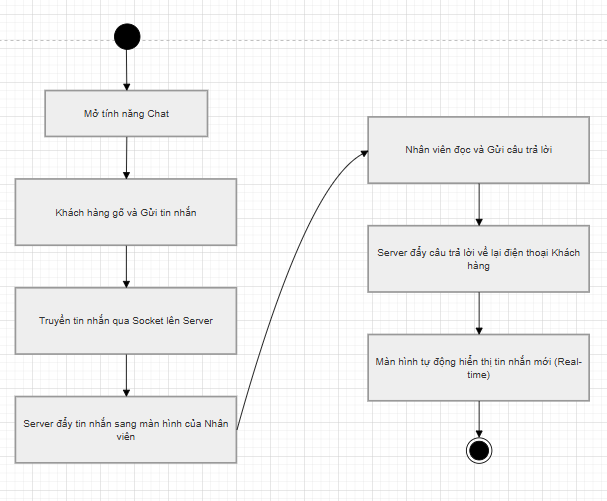 Mở tính năng Chat
Khách hàng gõ và Gửi tin nhắn
Truyền tin nhắn qua Socket lên Server
Server đẩy tin nhắn sang màn hình của Nhân
viên
Nhân viên đọc và Gửi câu trả lời
Server đẩy câu trả lời về lại điện thoại Khách
hàng
Màn hình tự động hiển thị tin nhắn mới (Real-
time)